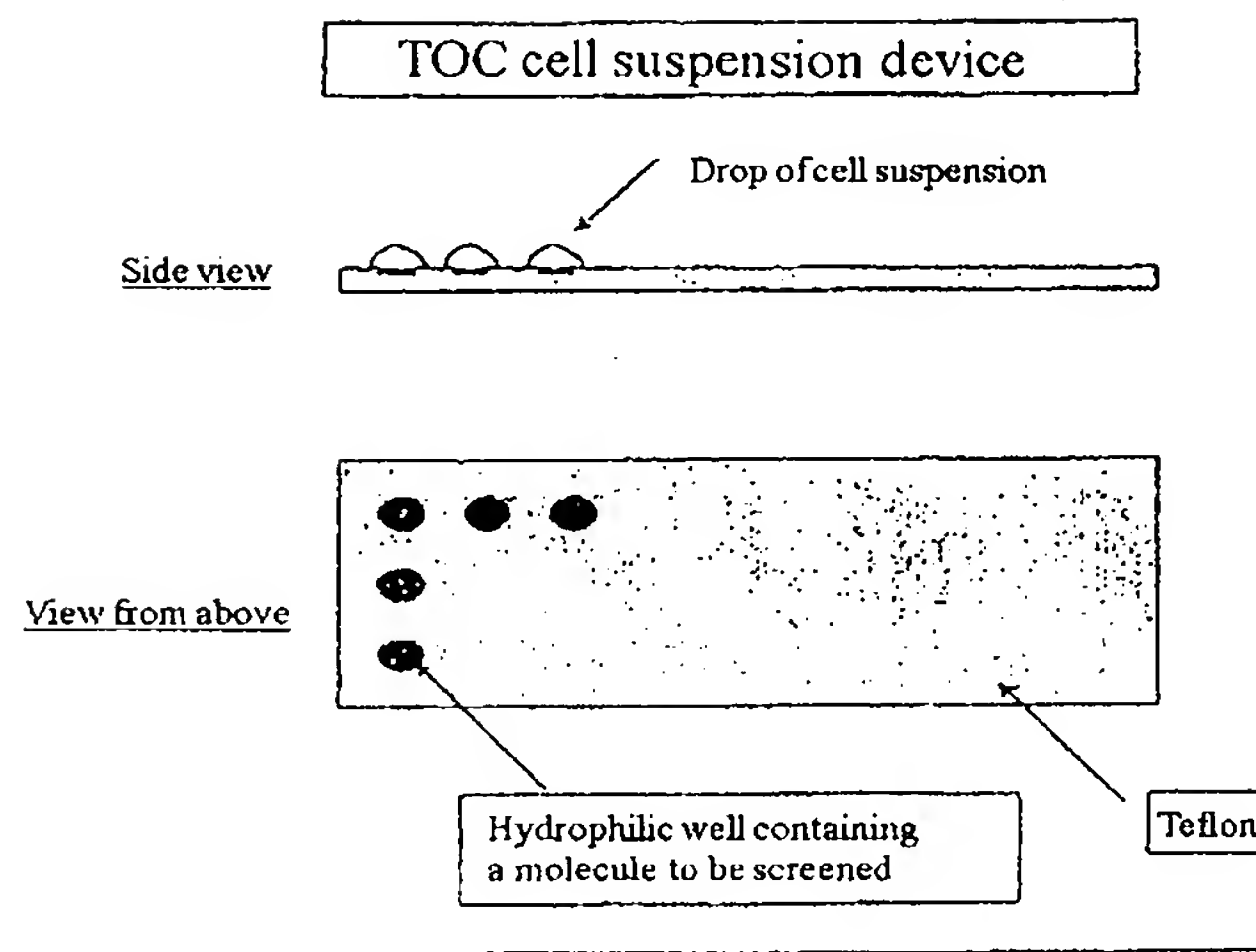 TOC cell suspension device
Drop of cell suspension
Side view
View from above
Hydrophilic well containing
a molecule to be screened
Teflon